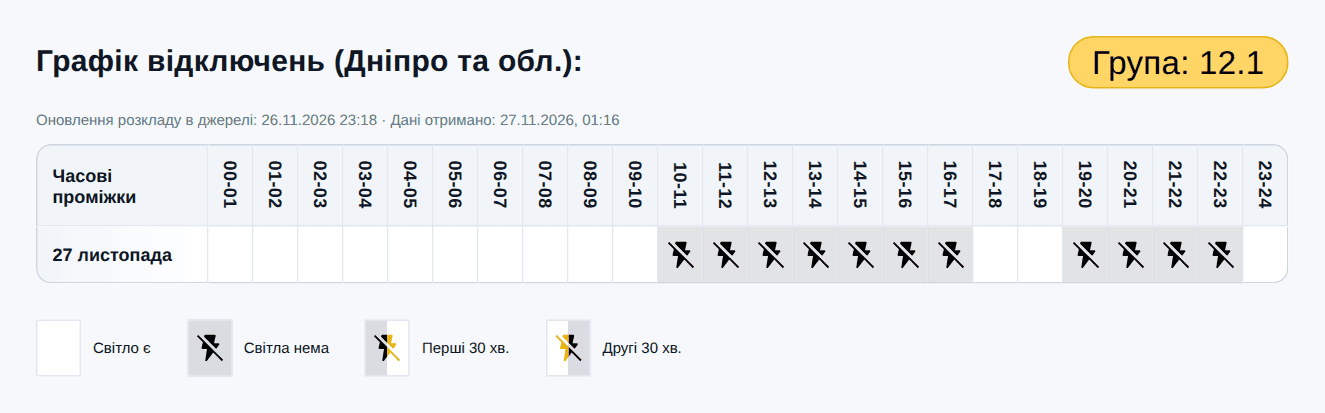 Графік відключень (Дніпро та обл.):
Група: 12.1
Оновлення розкладу в джерелі: 26.11.2026 23:18 · Дані отримано: 27.11.2026, 01:16
Часові
проміжки
00-01
01-02
02-03
03-04
04-05
05-06
06-07
07-08
08-09
09-10
10-11
11-12
12-13
13-14
14-15
15-16
16-17
17-18
18-19
19-20
20-21
21-22
22-23
23-24
27 листопада
Світло є
Світла нема
Перші 30 хв.
Другі 30 хв.